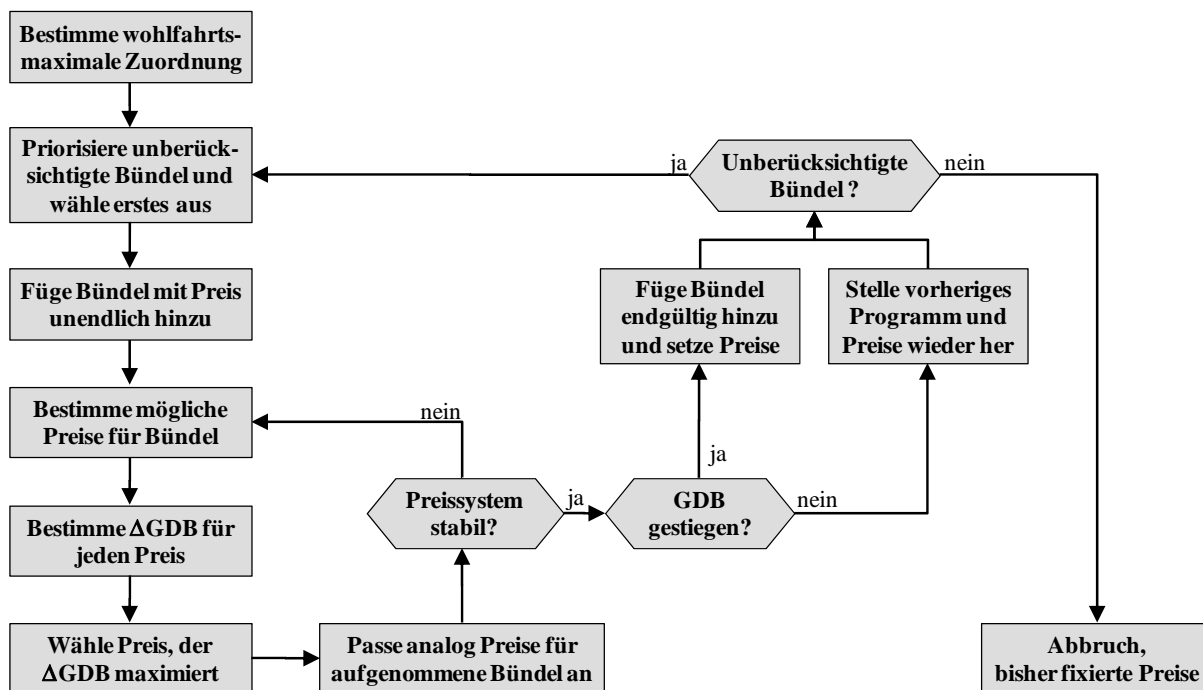 Bestimme wohlfahrts-
maximale Zuordnung
Priorisiere unberück-
sichtigte Bündel und
wähle erstes aus
ja
Unberücksichtigte
Bündel ?
nein
Füge Bündel mit Preis
unendlich hinzu
Füge Bündel
endgültig hinzu
und setze Preise
Stelle vorheriges
Programm und
Preise wieder her
Bestimme mögliche
Preise für Bündel
nein
ja
Preissystem
stabil?
ja
GDB
gestiegen?
nein
Bestimme ΔGDB für
jeden Preis
Wähle Preis, der
ΔGDB maximiert
Passe analog Preise für
aufgenommene Bündel an
Abbruch,
bisher fixierte Preise